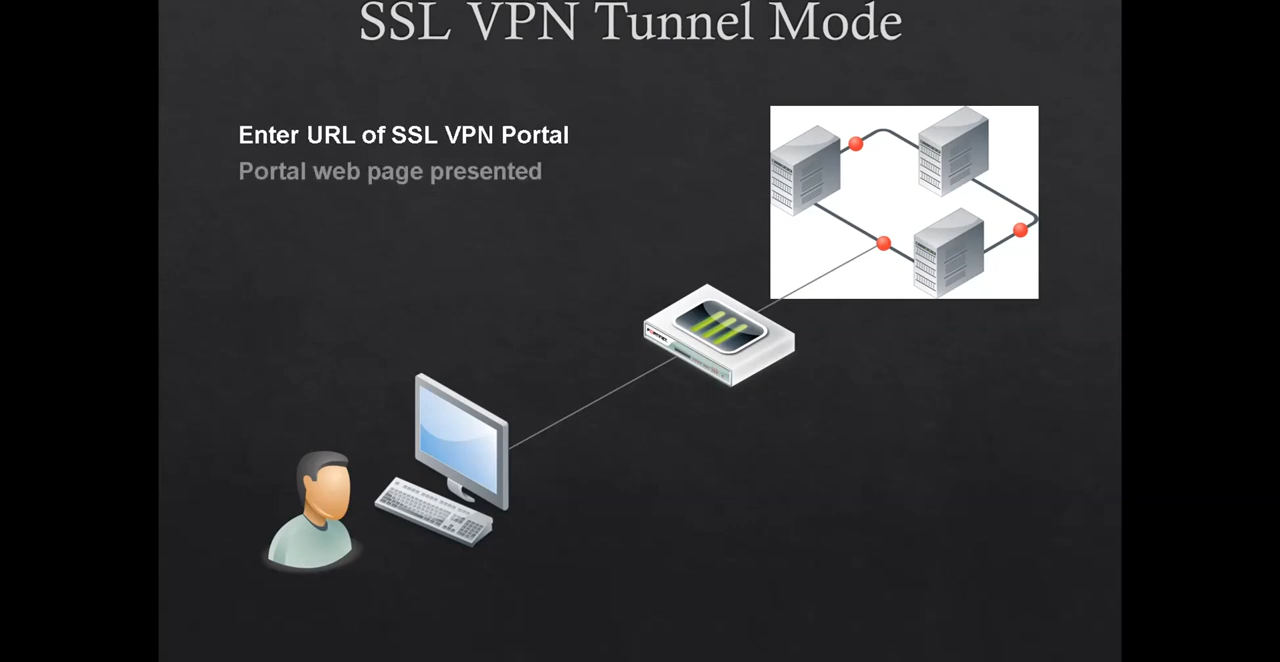 SSL VPN Tunnel Mode
Enter URL of SSL VPN Portal
Portal web page presented